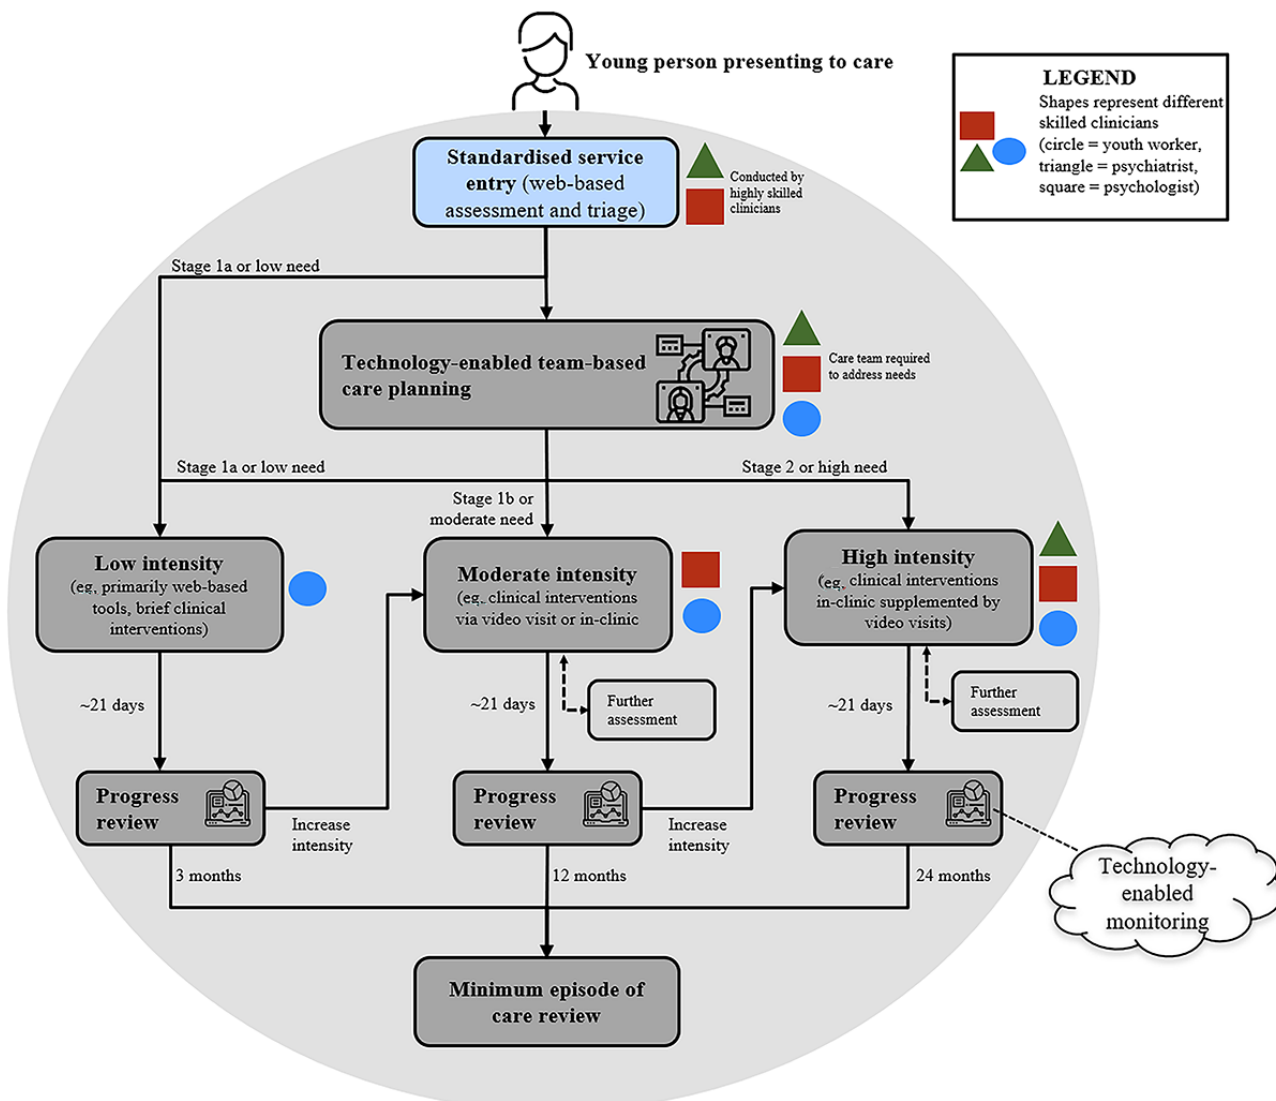 Young person presenting to care
LEGEND
Shapes represent different
skilled clinicians
(circle = youth worker,
triangle = psychiatrist,
square = psychologist)
Standardised service
entry (web-based
assessment and triage)
Conducted by
highly skilled
clinicians
Stage 1a or low need
Technology-enabled team-based
care planning
Care team required
to address needs
Stage 1a or low need
Stage 1b or
moderate need
Stage 2 or high need
Low intensity
(eg, primarily web-based
tools, brief clinical
interventions)
Moderate intensity
(eg, clinical interventions
via video visit or in-clinic
High intensity
(eg, clinical interventions
in-clinic supplemented by
video visits)
~21 days
~21 days
Further
assessment
~21 days
Further
assessment
Progress
review
Increase
intensity
Progress
review
Increase
intensity
Progress
review
3 months
12 months
24 months
Technology-
enabled
monitoring
Minimum episode of
care review